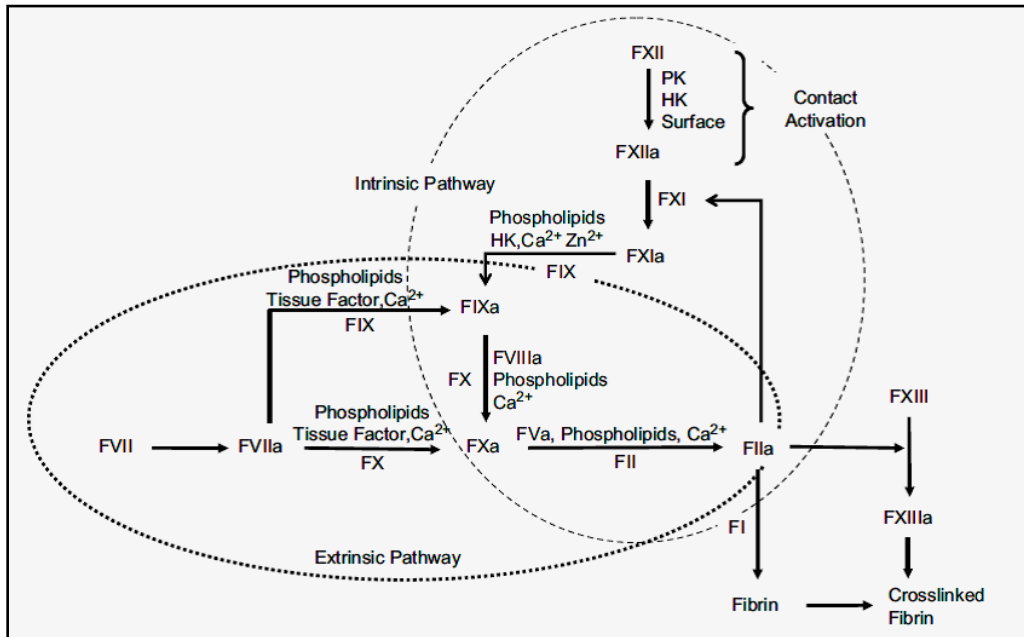 FXII
PK
HK
Surface
Contact
Activation
FXIIa
Intrinsic Pathway
FXI
Phospholipids
HK,Ca2+ Zn2+
FXIa
FIX
Phospholipids
Tissue Factor,Ca2+
FIX
FIXa
FX
FVIIIa
Phospholipids
Ca2+
FXIII
FVII
FVIIa
Phospholipids
Tissue Factor,Ca2+
FX
FXa
FVa, Phospholipids, Ca2+
FII
FIIa
FXIIIa
FI
Extrinsic Pathway
Fibrin
Crosslinked
Fibrin